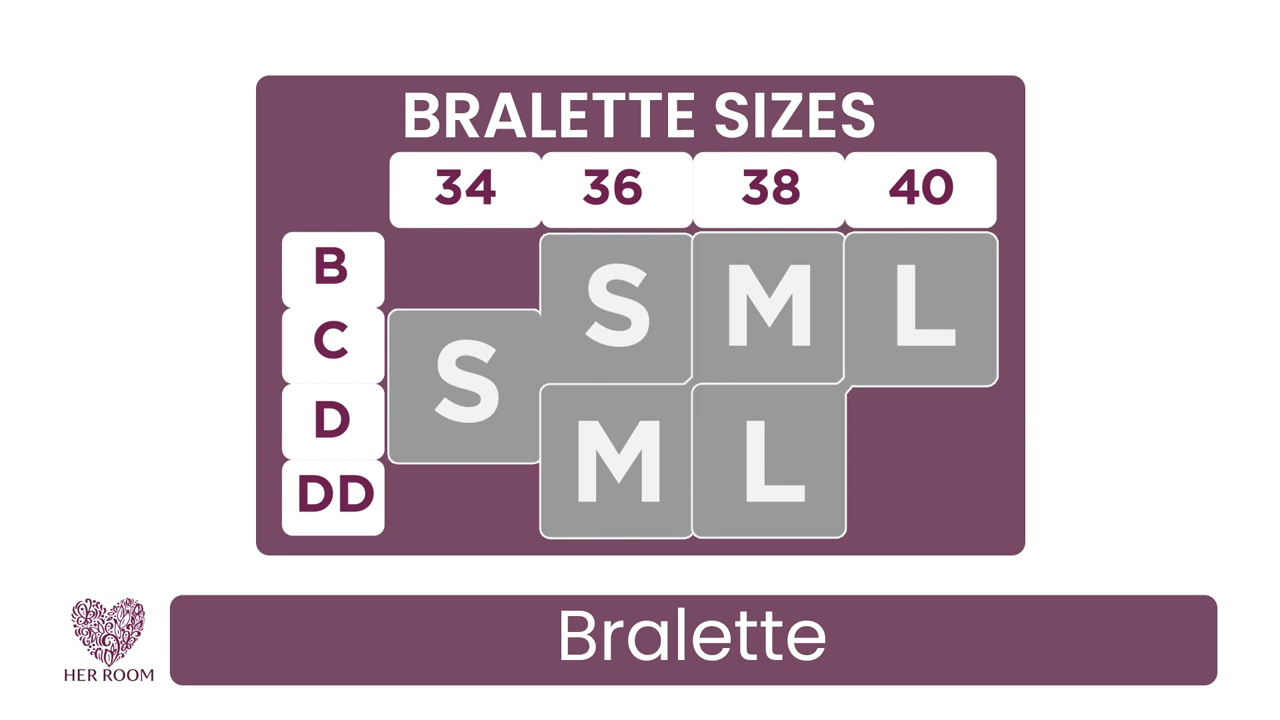 BRALETTE SIZES
34 36 38 40
B
S M L
C
S
D
M L
DD
Bralette
HER ROOM